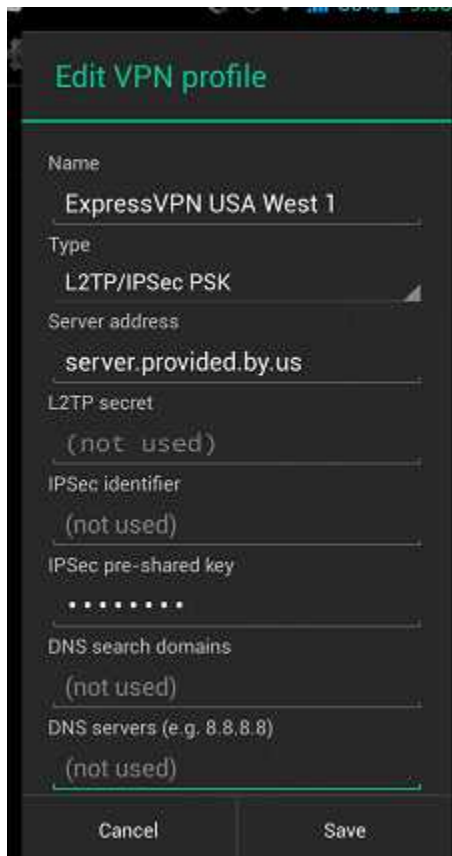 Edit VPN profile
Name
ExpressVPN USA West 1
Type
L2TP/IPSec PSK
Server address
server.provided.by.us
L2TP secret
(not used)
IPSec identifier
(not used)
IPSec pre-shared key
••••••••
DNS search domains
(not used)
DNS servers (e.g. 8.8.8.8)
(not used)
Cancel Save